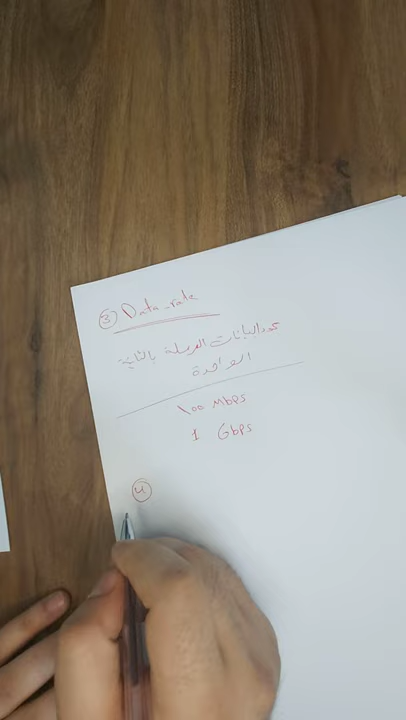 ③ Data rate
عدد البيانات المرسلة بالثانية
الواحدة
100 Mbps
1 Gbps
④